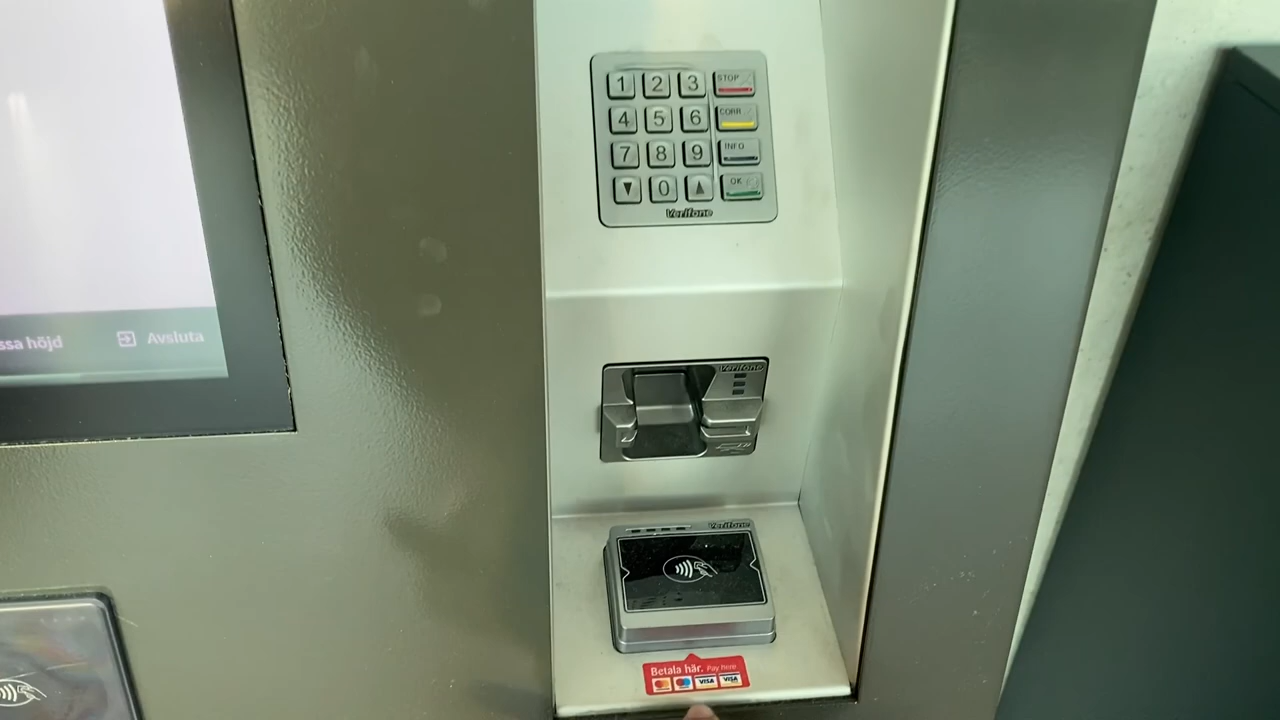 1 2 3 STOP
4 5 6 CORR
7 8 9 INFO
▼ 0 ▲ OK
Verifone
ssa höjd
Avsluta
Verifone
Verifone
Betala här. Pay here
VISA VISA